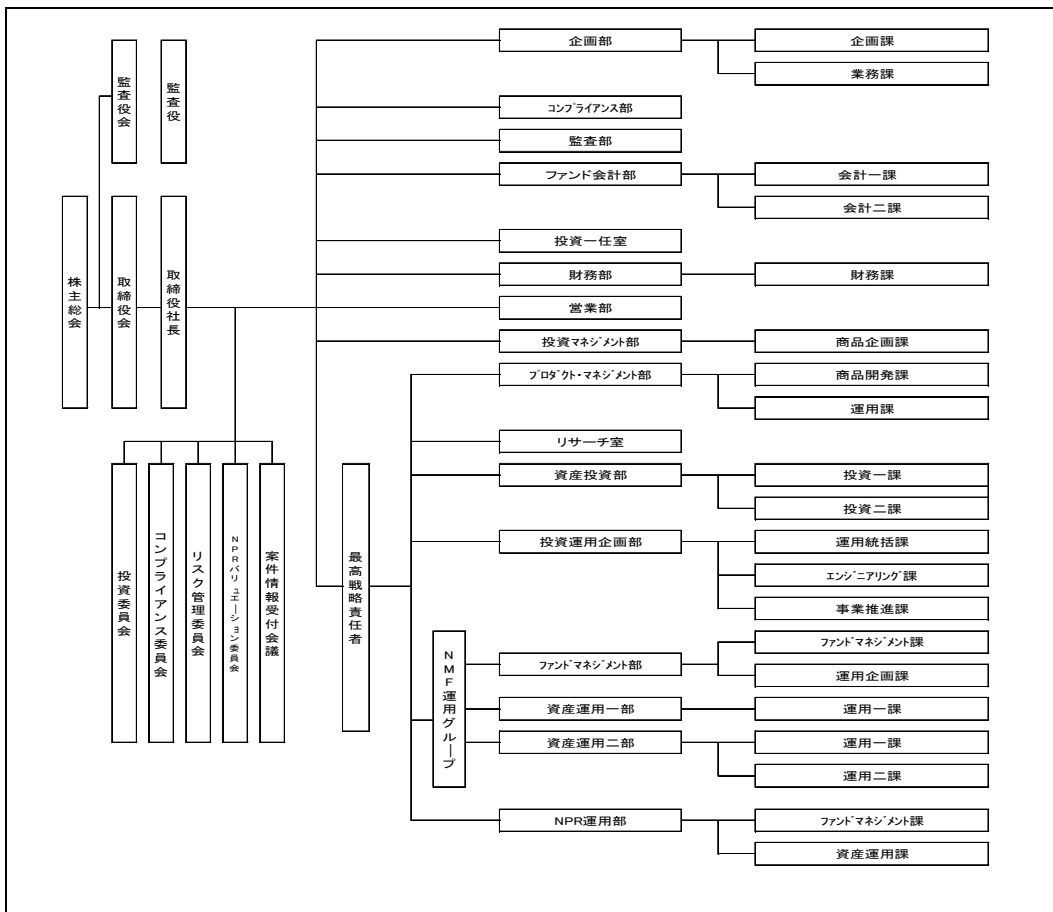 株主総会
監査役会
監査役
取締役会
取締役社長
投資委員会
コンプライアンス委員会
リスク管理委員会
NPRバリュエーション委員会
案件情報受付会議
最高戦略責任者
企画部
企画課
業務課
コンプライアンス部
監査部
ファンド会計部
会計一課
会計二課
投資一任室
財務部
財務課
営業部
投資マネジメント部
商品企画課
プロダクト・マネジメント部
商品開発課
運用課
リサーチ室
資産投資部
投資一課
投資二課
投資運用企画部
運用統括課
エンジニアリング課
事業推進課
NMF運用グループ
ファンドマネジメント部
ファンドマネジメント課
運用企画課
資産運用一部
運用一課
資産運用二部
運用一課
運用二課
NPR運用部
ファンドマネジメント課
資産運用課